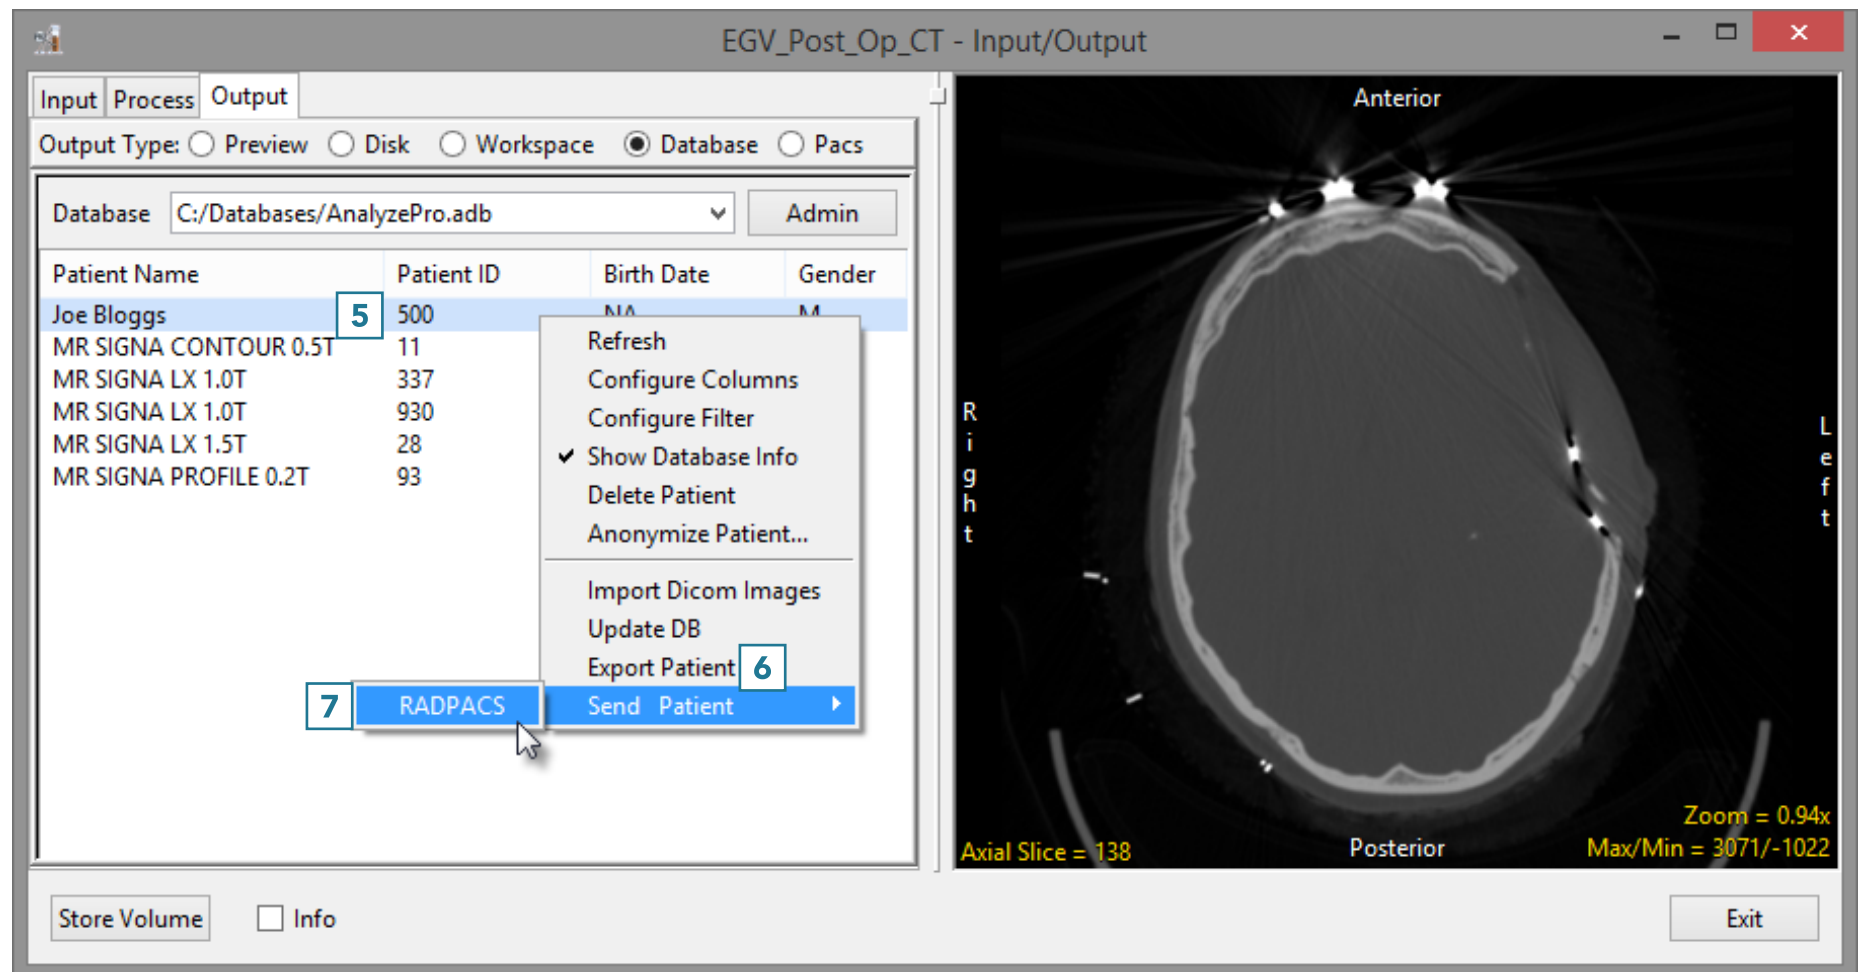 EGV_Post_Op_CT - Input/Output
Input Process Output
Output Type: Preview Disk Workspace Database Pacs
Database C:/Databases/AnalyzePro.adb Admin
Patient Name Patient ID Birth Date Gender
Joe Bloggs 5 500 NA M
MR SIGNA CONTOUR 0.5T 11
MR SIGNA LX 1.0T 337
MR SIGNA LX 1.0T 930
MR SIGNA LX 1.5T 28
MR SIGNA PROFILE 0.2T 93
Refresh
Configure Columns
Configure Filter
Show Database Info
Delete Patient
Anonymize Patient...
Import Dicom Images
Update DB
Export Patient 6
7 RADPACS Send Patient
Anterior
Right
Left
Zoom = 0.94x
Axial Slice = 138 Posterior Max/Min = 3071/-1022
Store Volume Info Exit